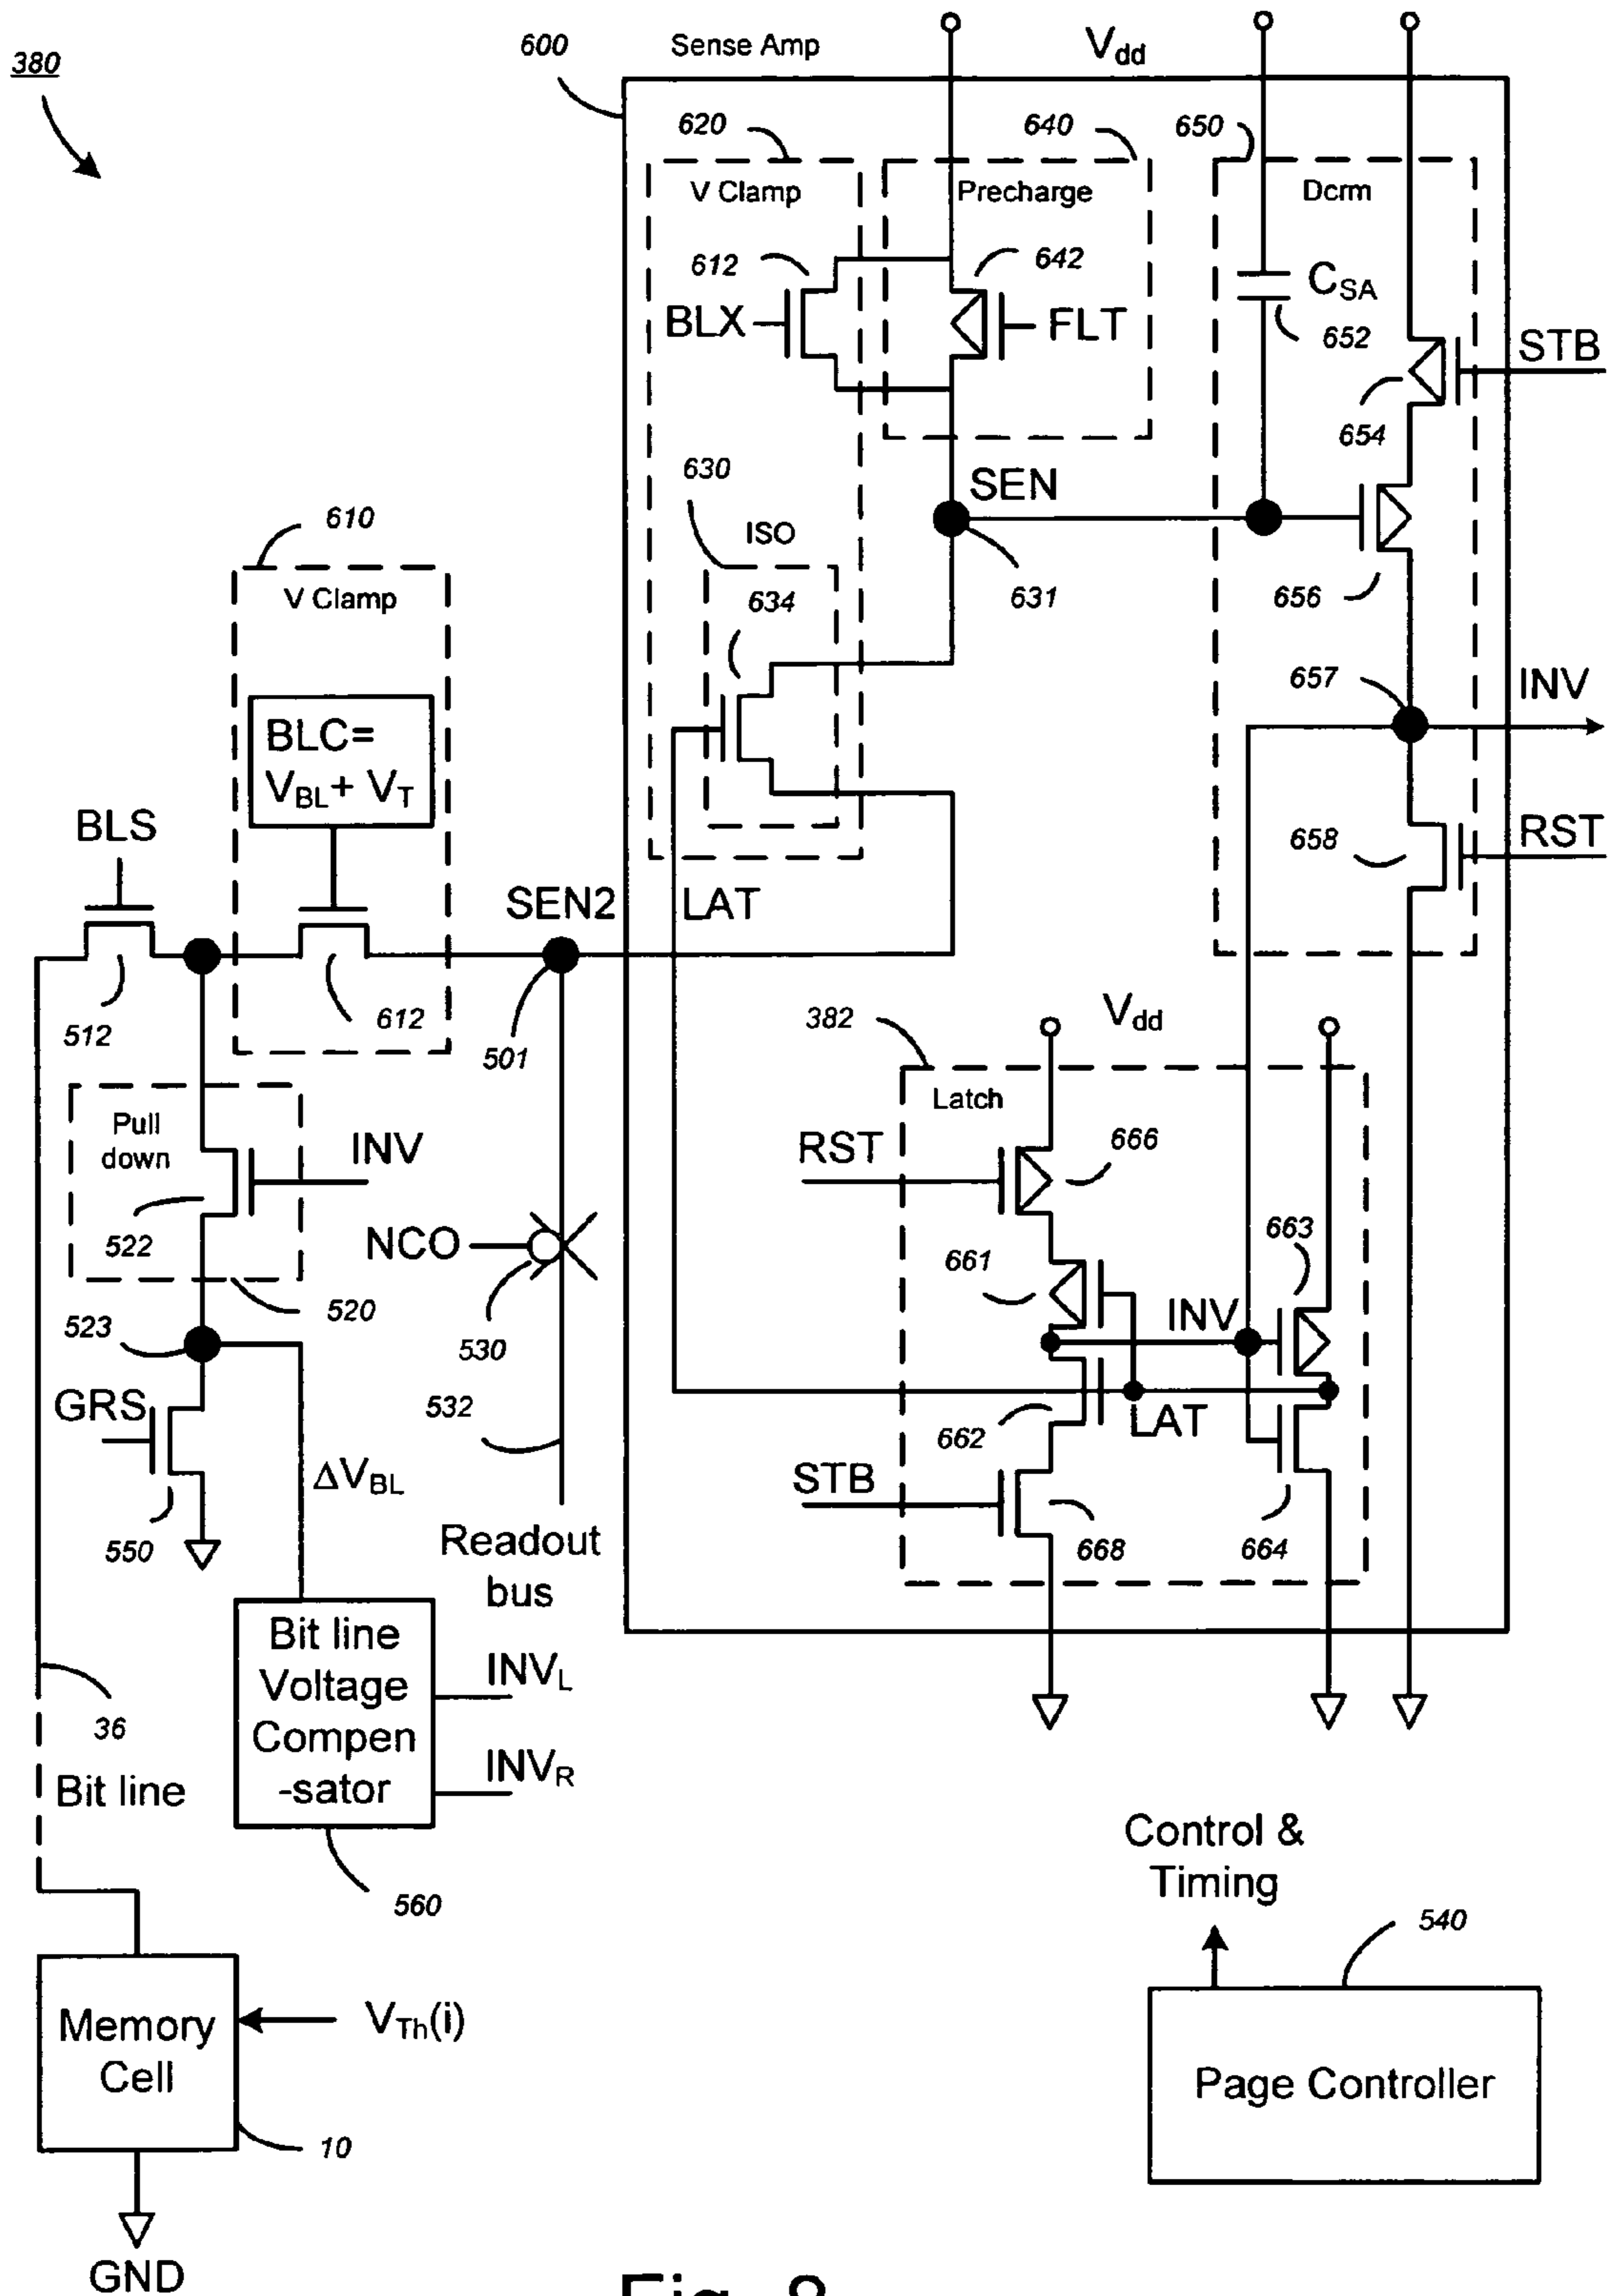 380
600
Sense Amp
Vdd
620
640
650
V Clamp
Precharge
Dcrm
612
642
BLX
FLT
CSA
652
STB
654
630
SEN
ISO
634
631
656
610
V Clamp
657
INV
BLC=
VBL+ VT
BLS
658
RST
SEN2
LAT
512
612
501
382
Vdd
Latch
Pull
down
INV
RST
666
522
NCO
663
661
INV
523
520
530
GRS
532
LAT
662
ΔVBL
STB
550
668
664
Readout
bus
Bit line
Voltage
Compen
-sator
INVL
INVR
36
Bit line
560
Control &
Timing
540
Memory
Cell
VTh(i)
Page Controller
10
GND
Fig. 8